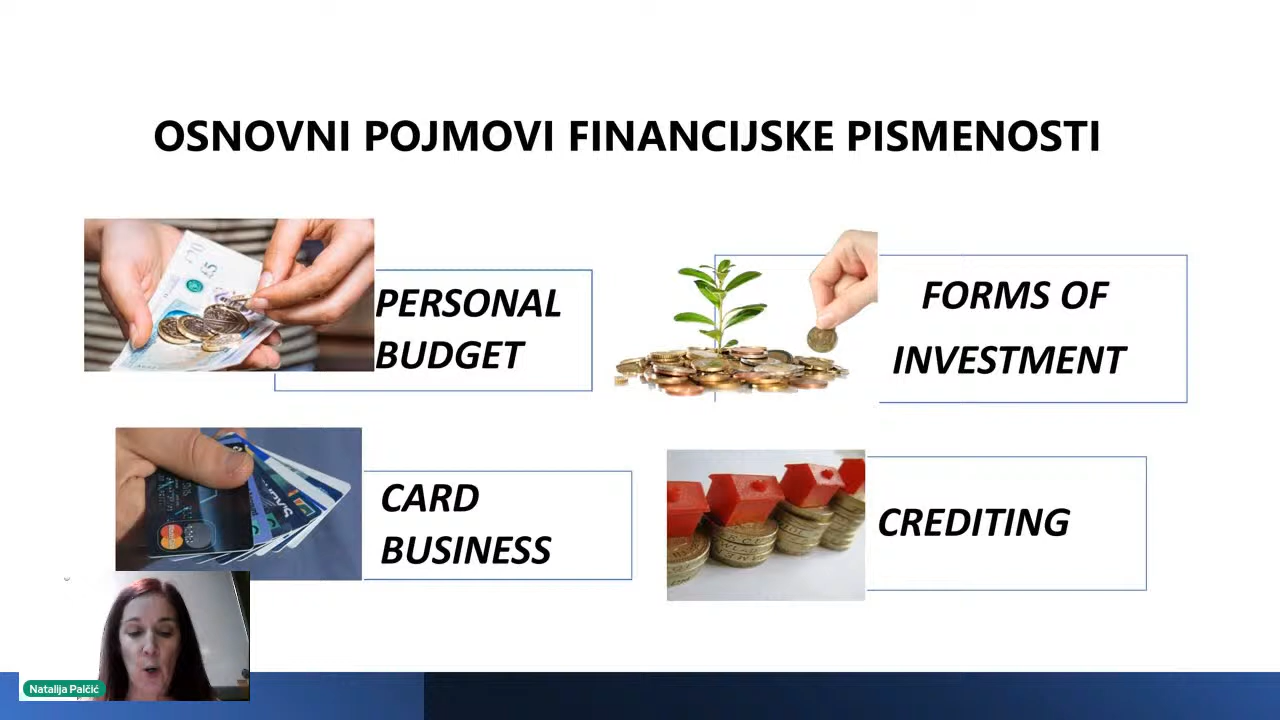 OSNOVNI POJMOVI FINANCIJSKE PISMENOSTI
PERSONAL
BUDGET
FORMS OF
INVESTMENT
CARD
BUSINESS
CREDITING
Natalija Palčić